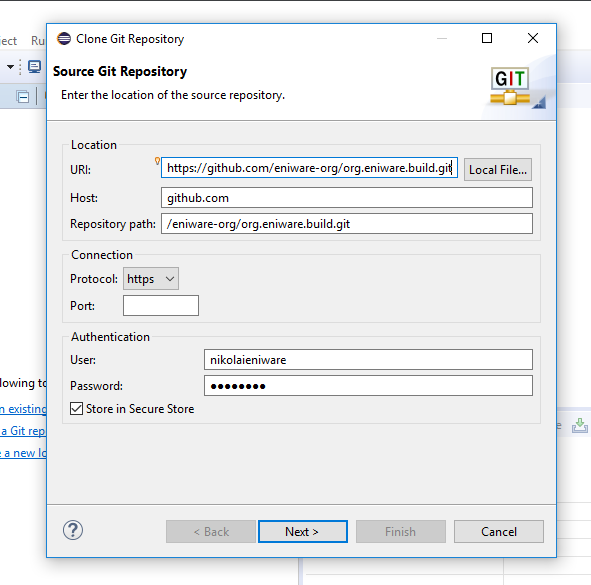 Clone Git Repository
ject Ru
Source Git Repository
Enter the location of the source repository.
GIT
Location
URI: https://github.com/eniware-org/org.eniware.build.git Local File...
Host: github.com
Repository path: /eniware-org/org.eniware.build.git
Connection
Protocol: https
Port:
Authentication
User: nikolaieniware
Password: ●●●●●●●●
Store in Secure Store
lowing to
n existing
a Git rep
a new lo
? < Back Next > Finish Cancel